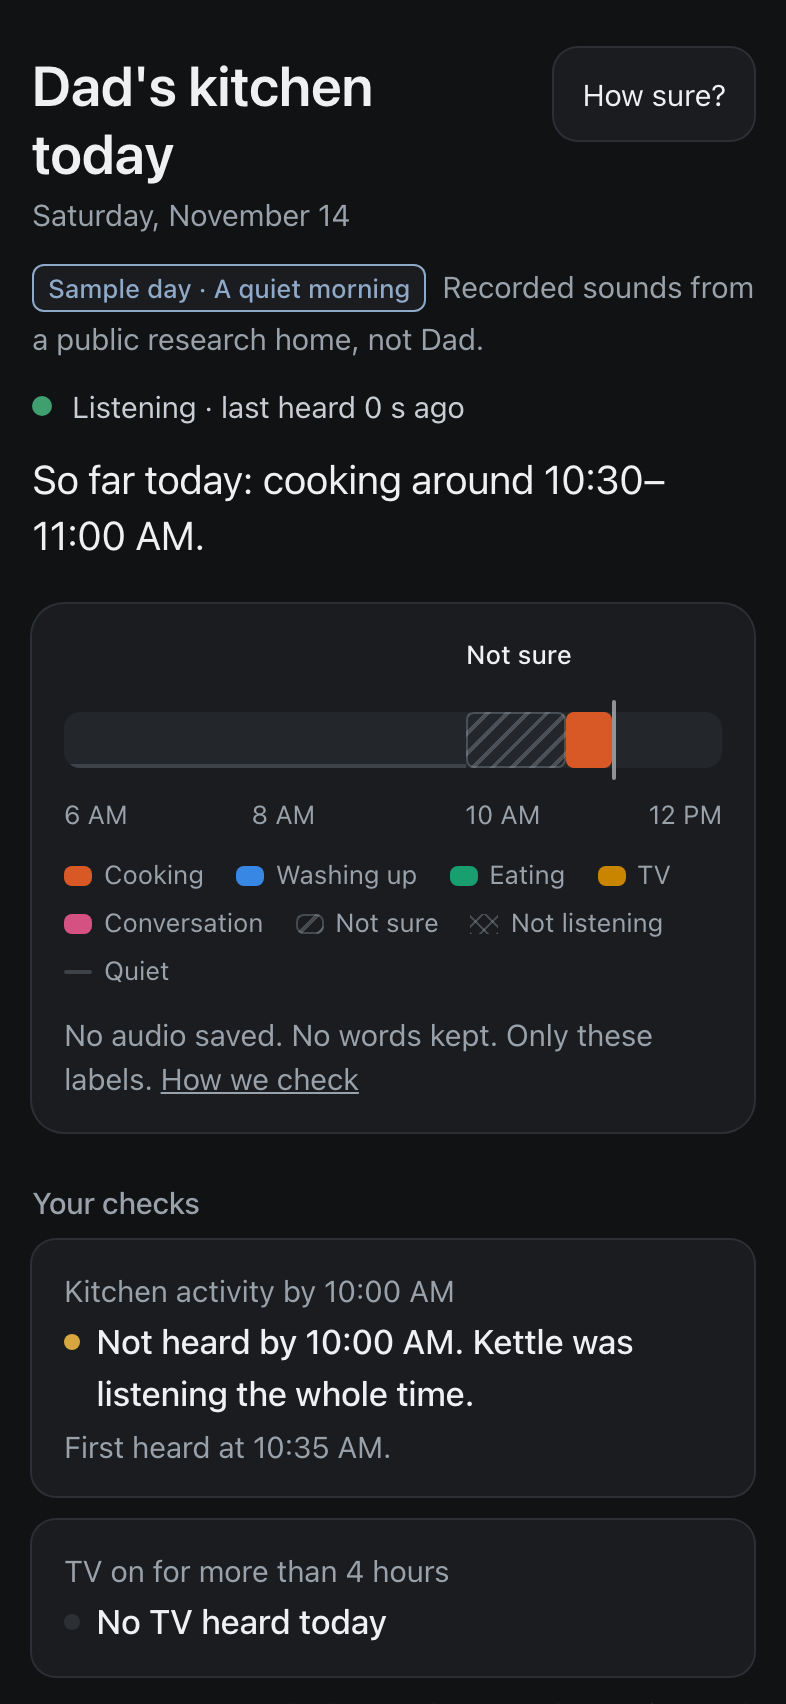 Dad's kitchen
today
How sure?
Saturday, November 14
Sample day · A quiet morning Recorded sounds from
a public research home, not Dad.
Listening · last heard 0 s ago
So far today: cooking around 10:30–
11:00 AM.
Not sure
6 AM 8 AM 10 AM 12 PM
Cooking Washing up Eating TV
Conversation Not sure Not listening
Quiet
No audio saved. No words kept. Only these
labels. How we check
Your checks
Kitchen activity by 10:00 AM
Not heard by 10:00 AM. Kettle was
listening the whole time.
First heard at 10:35 AM.
TV on for more than 4 hours
No TV heard today